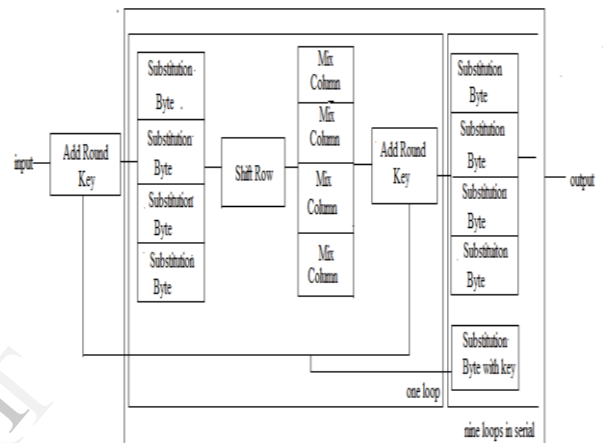 input
Add Round
Key
Substitution
Byte
Substitution
Byte
Substitution
Byte
Substitution
Byte
Shift Row
Mix
Column
Mix
Column
Mix
Column
Mix
Column
Add Round
Key
one loop
Substitution
Byte
Substitution
Byte
Substitution
Byte
Substituiton
Byte
Substitution
Byte with key
nine loops in serial
output